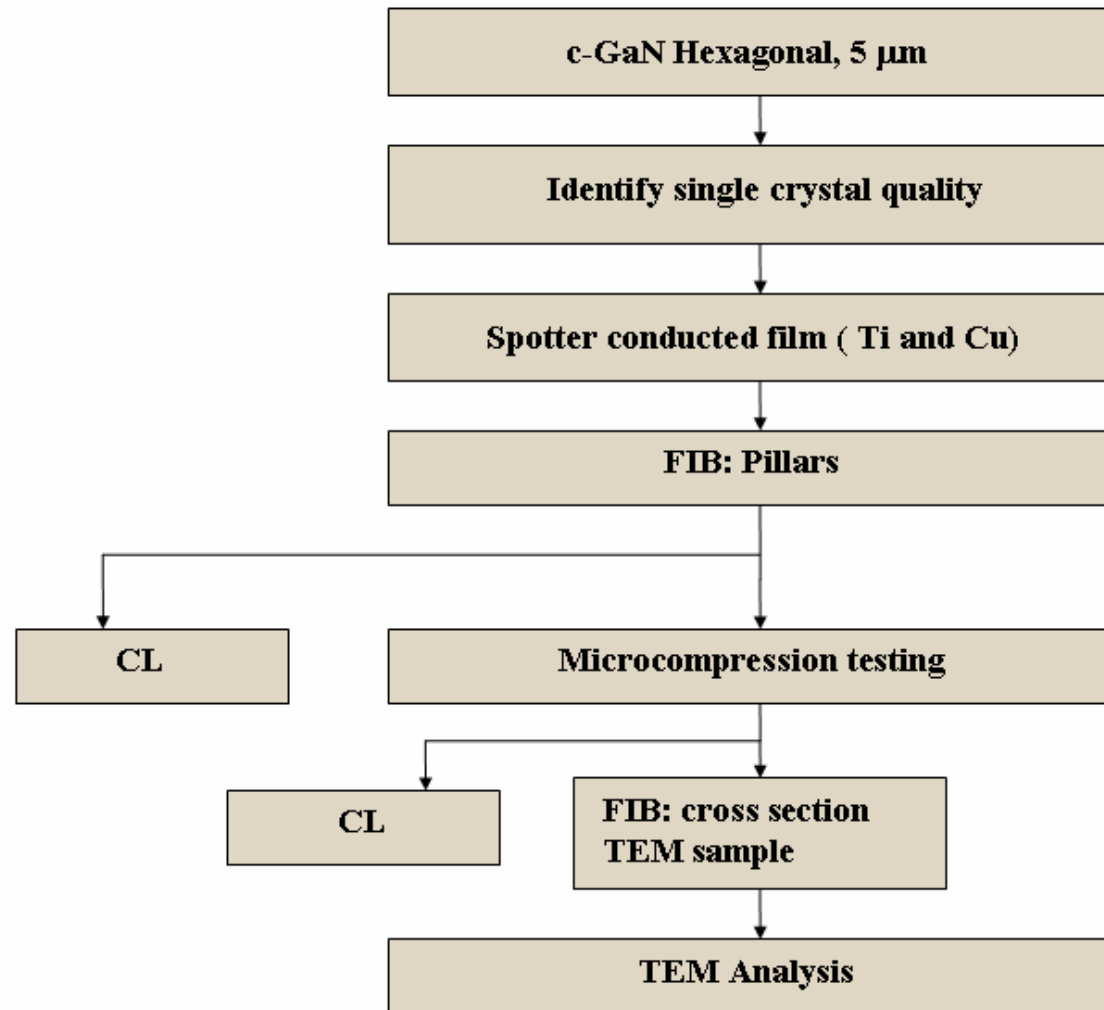 c-GaN Hexagonal, 5 μm
Identify single crystal quality
Spotter conducted film ( Ti and Cu)
FIB: Pillars
CL
Microcompression testing
CL
FIB: cross section
TEM sample
TEM Analysis